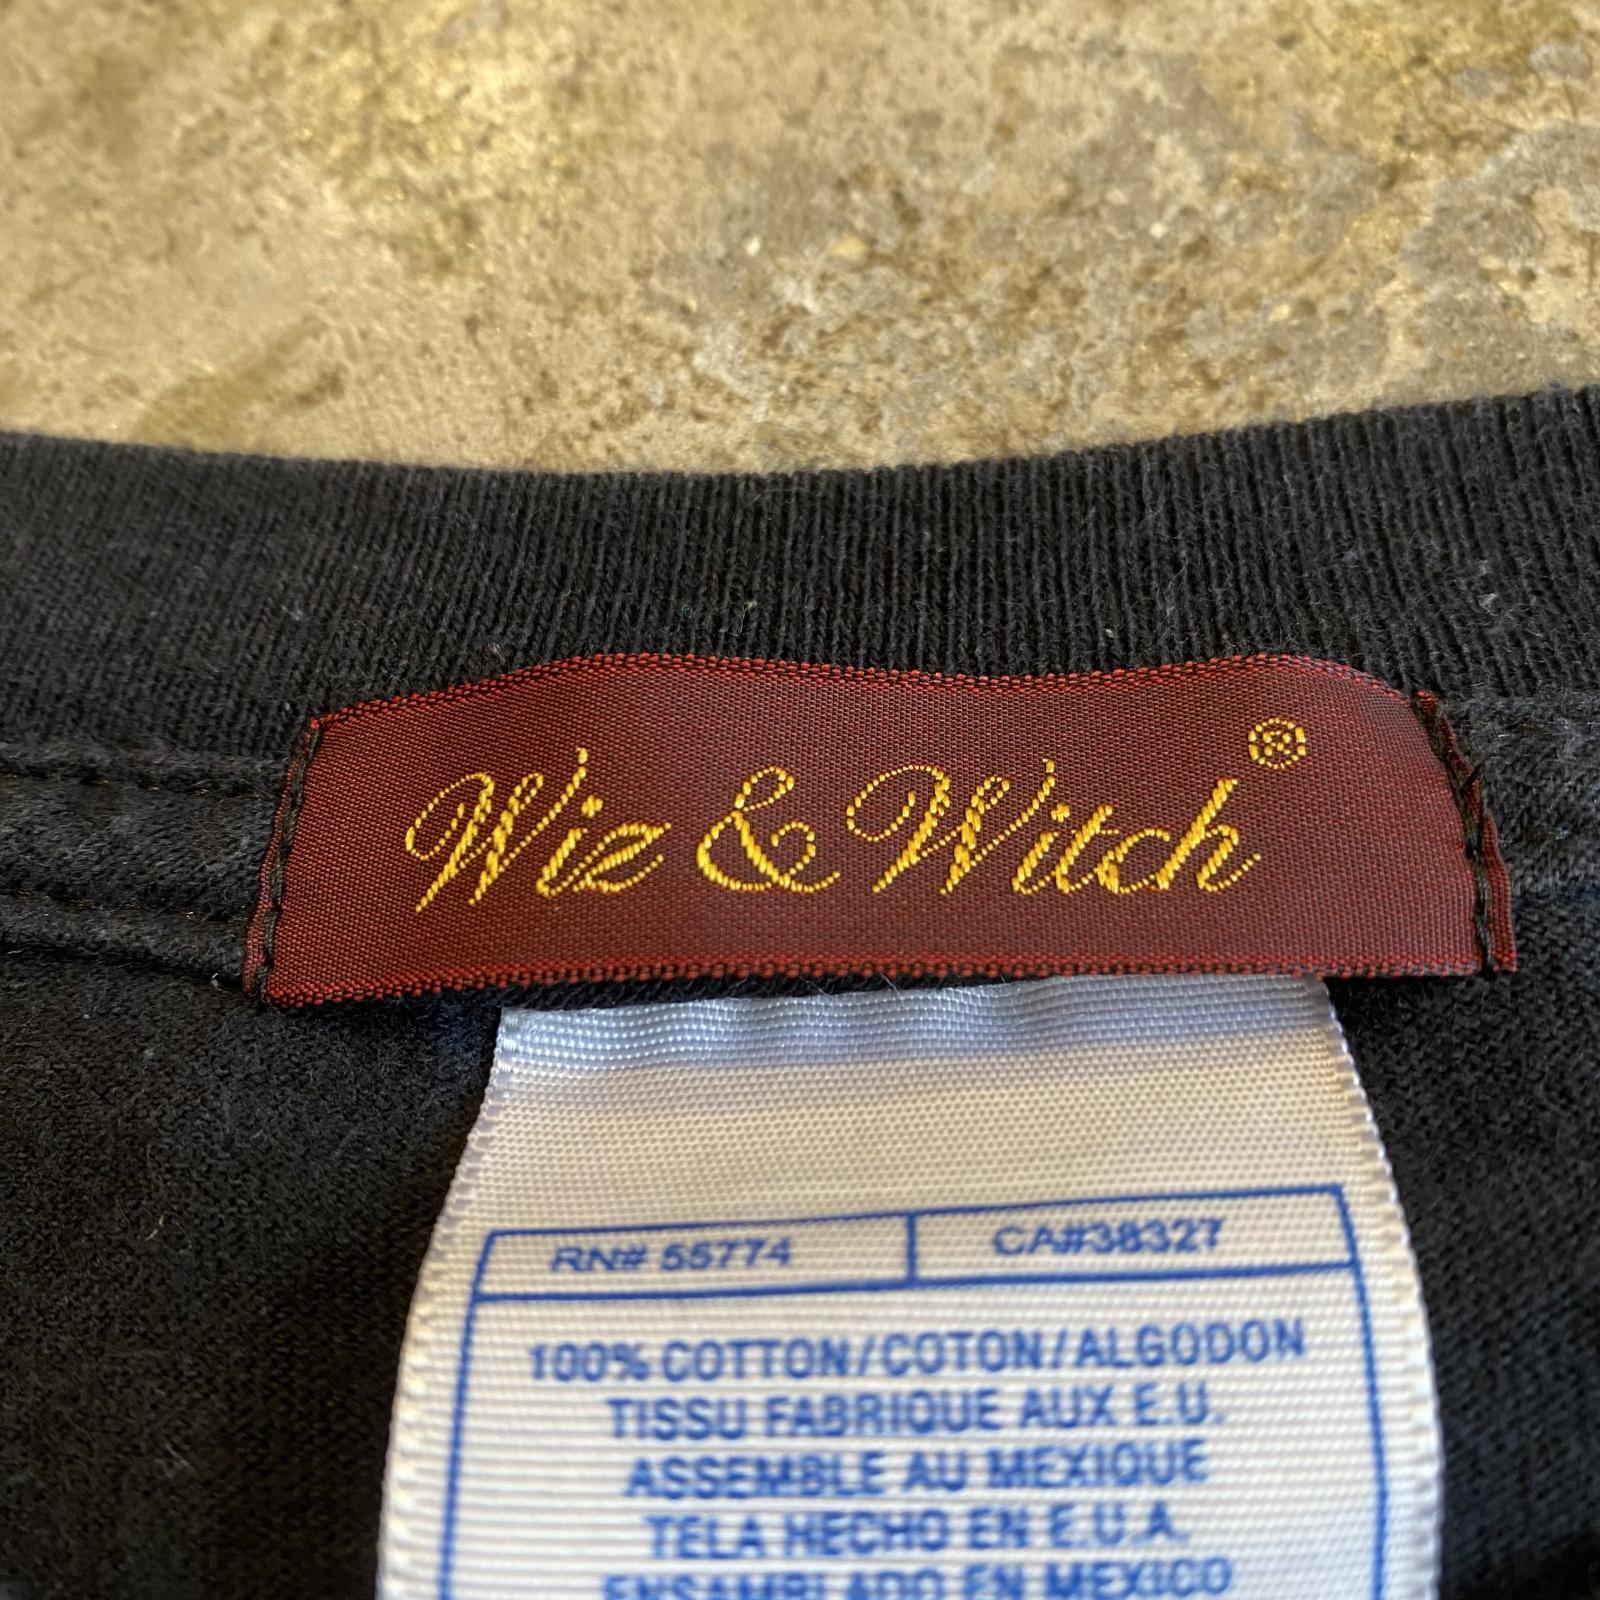 Wiz & Witch®
RN# 55774 CA#38327
100% COTTON/COTON/ALGODON
TISSU FABRIQUE AUX E.U.
ASSEMBLE AU MEXIQUE
TELA HECHO EN E.U.A.
ENSAMBLADO EN MEXICO